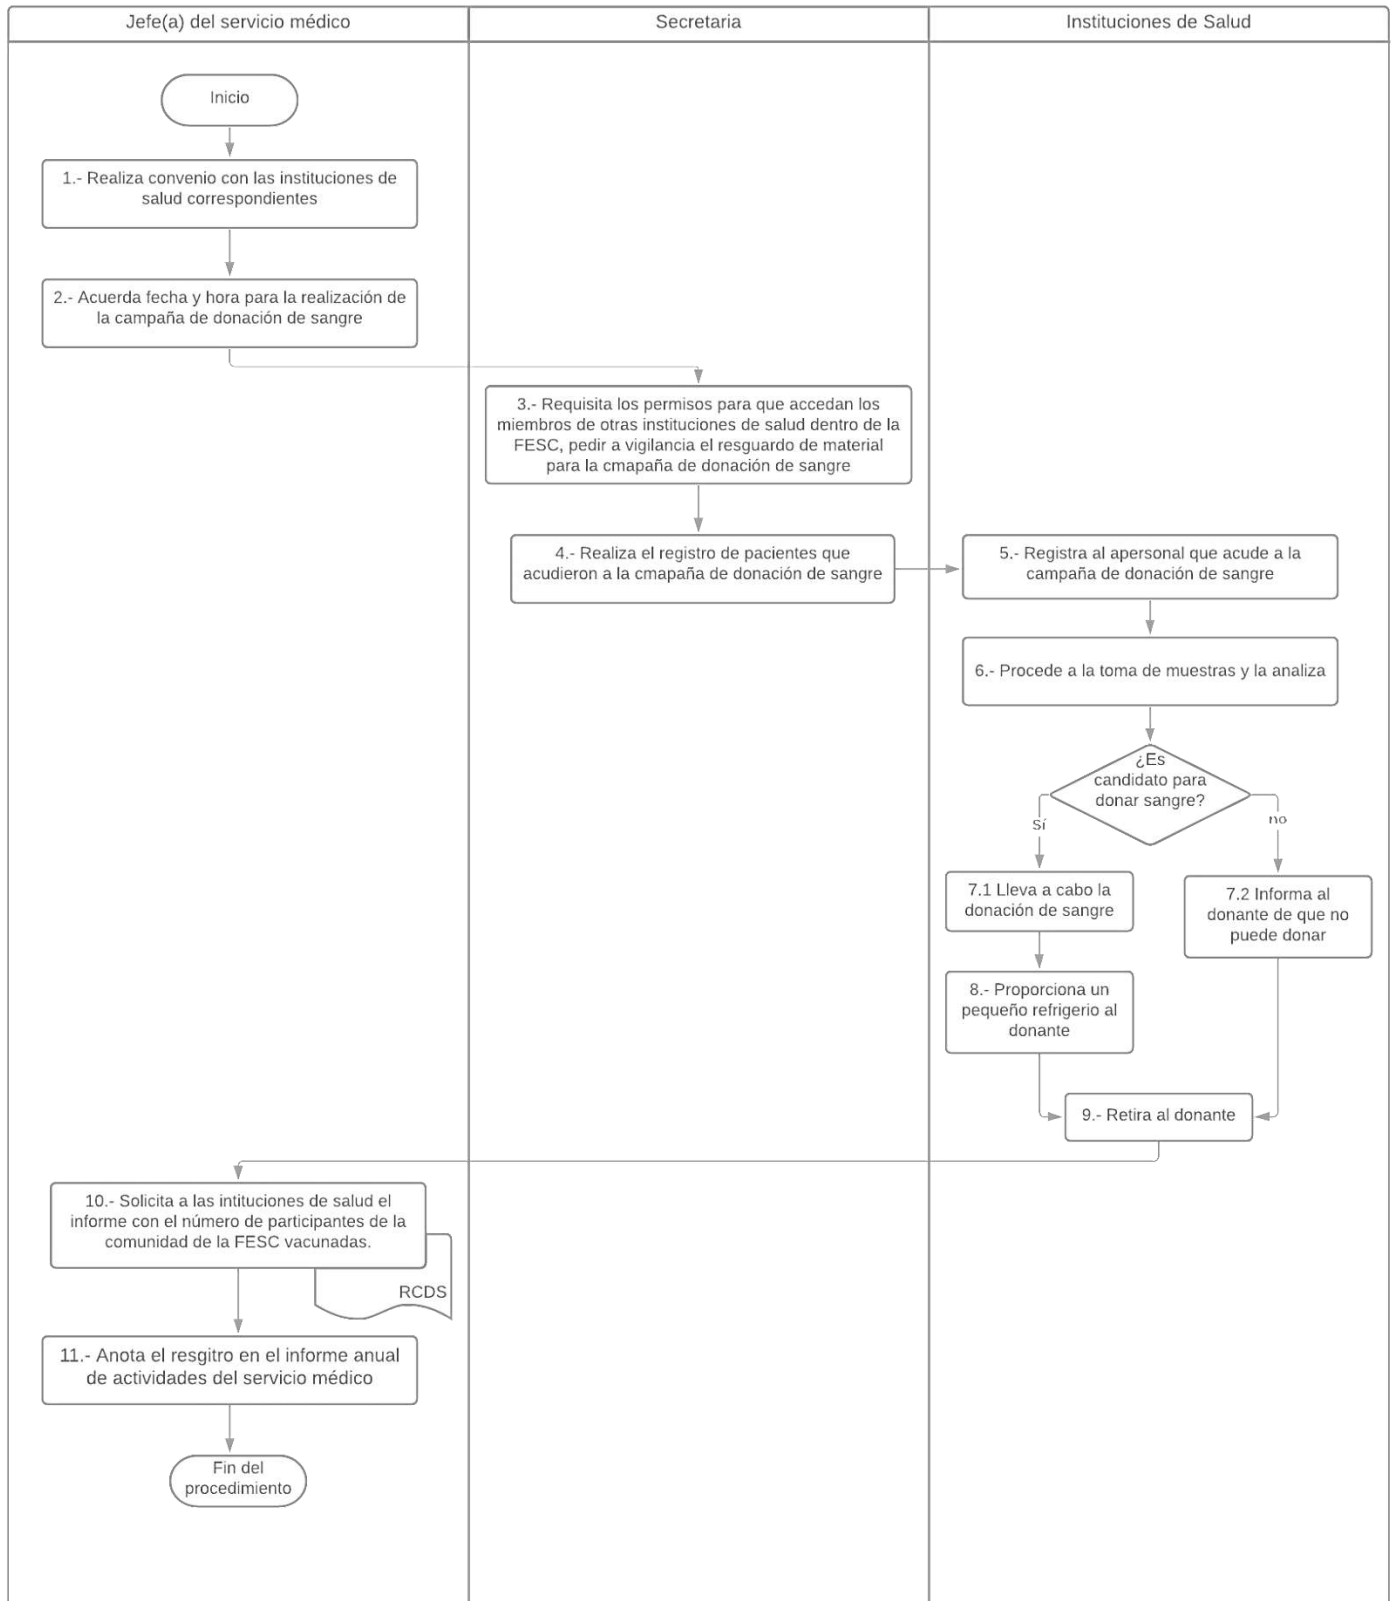 Jefe(a) del servicio médico
Secretaria
Instituciones de Salud
Inicio
1.- Realiza convenio con las instituciones de
salud correspondientes
2.- Acuerda fecha y hora para la realización de
la campaña de donación de sangre
3.- Requisita los permisos para que accedan los
miembros de otras instituciones de salud dentro de la
FESC, pedir a vigilancia el resguardo de material
para la cmapaña de donación de sangre
4.- Realiza el registro de pacientes que
acudieron a la cmapaña de donación de sangre
5.- Registra al apersonal que acude a la
campaña de donación de sangre
6.- Procede a la toma de muestras y la analiza
¿Es
candidato para
donar sangre?
Sí
no
7.1 Lleva a cabo la
donación de sangre
7.2 Informa al
donante de que no
puede donar
8.- Proporciona un
pequeño refrigerio al
donante
9.- Retira al donante
10.- Solicita a las intituciones de salud el
informe con el número de participantes de la
comunidad de la FESC vacunadas.
RCDS
11.- Anota el resgitro en el informe anual
de actividades del servicio médico
Fin del
procedimiento